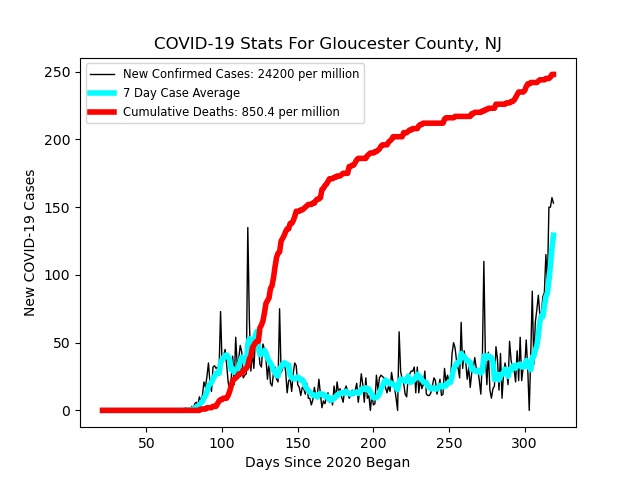 COVID-19 Stats For Gloucester County, NJ
New Confirmed Cases: 24200 per million
7 Day Case Average
Cumulative Deaths: 850.4 per million
250
200
150
100
50
0
New COVID-19 Cases
50 100 150 200 250 300
Days Since 2020 Began